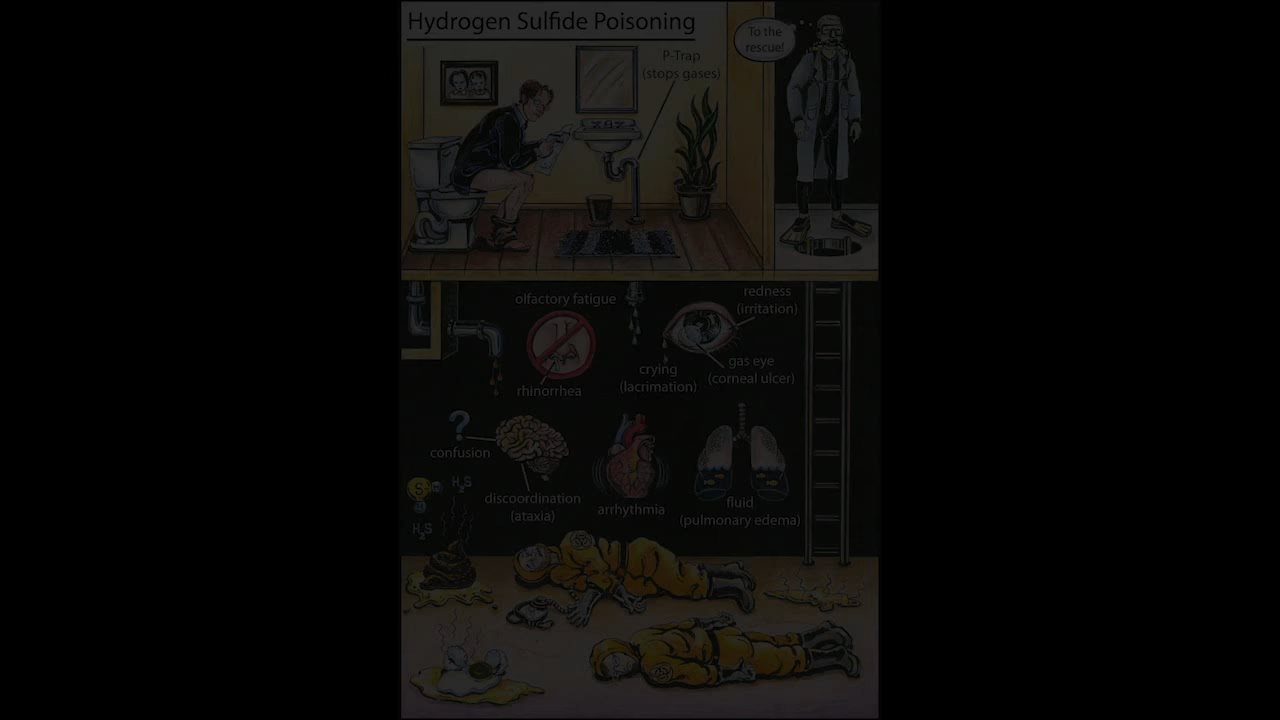 Hydrogen Sulfide Poisoning
To the
rescue!
P-Trap
(stops gases)
olfactory fatigue
redness
(irritation)
rhinorrhea
crying
(lacrimation)
gas eye
(corneal ulcer)
?
confusion
S
H₂S
H₂S
discoordination
(ataxia)
arrhythmia
fluid
(pulmonary edema)